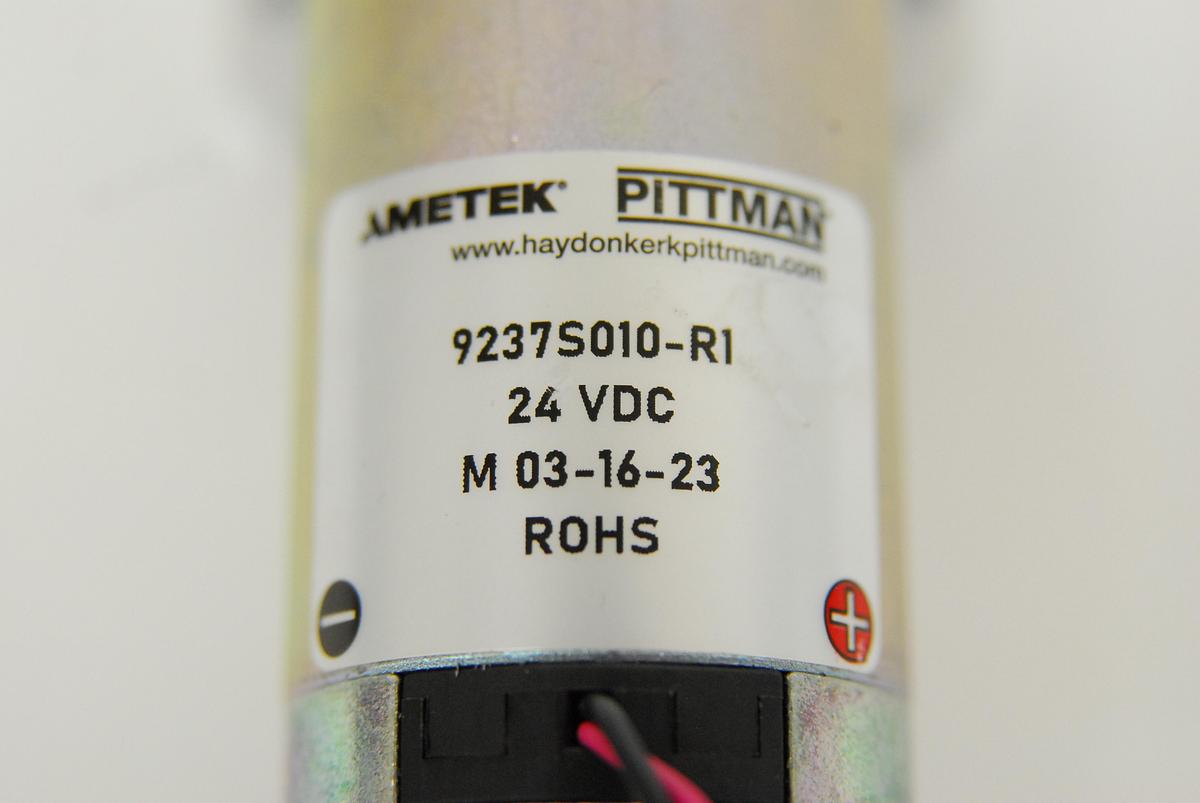 AMETEK® PITTMAN
www.haydonkerkpittman.com
9237S010-R1
24 VDC
M 03-16-23
ROHS
− +